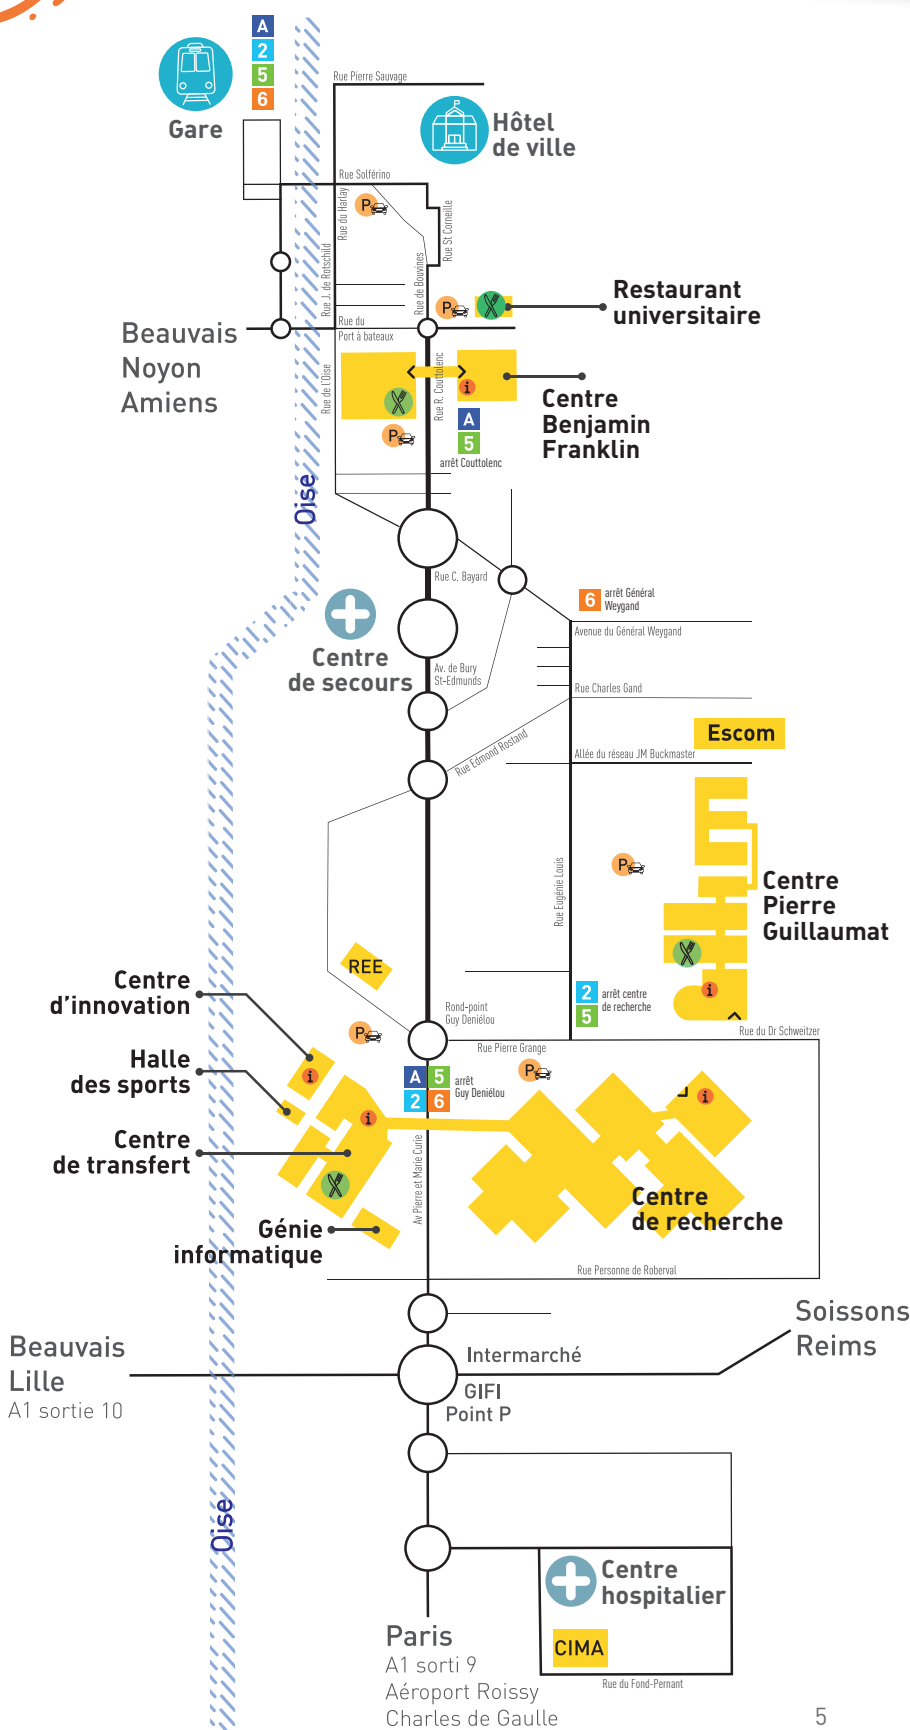 A
2
5
6
Gare
Rue Pierre Sauvage
Hôtel
de ville
Rue Solférino
Rue du Harlay
Rue St Corneille
Rue J. de Rotschild
Rue de Bouvines
P
P
Restaurant
universitaire
Beauvais
Noyon
Amiens
Rue du
Port à bateaux
Rue de l'Oise
Rue R. Couttolenc
i
P
A
5
arrêt Couttolenc
Centre
Benjamin
Franklin
Oise
Rue C. Bayard
6
arrêt Général
Weygand
Avenue du Général Weygand
Centre
de secours
Av. de Bury
St-Edmunds
Rue Charles Gand
Escom
Rue Edmond Rostand
Allée du réseau JM Buckmaster
Rue Eugénie Louis
P
Centre
Pierre
Guillaumat
i
REE
Centre
d'innovation
2
5
arrêt centre
de recherche
Rond-point
Guy Deniélou
Rue du Dr Schweitzer
P
Rue Pierre Grange
Halle
des sports
i
A
5
2
6
arrêt
Guy Deniélou
P
i
i
Centre
de transfert
Av Pierre et Marie Curie
Centre
de recherche
Génie
informatique
Rue Personne de Roberval
Soissons
Reims
Beauvais
Lille
A1 sortie 10
Intermarché
GIFI
Point P
Oise
Centre
hospitalier
CIMA
Rue du Fond-Pernant
Paris
A1 sorti 9
Aéroport Roissy
Charles de Gaulle
5